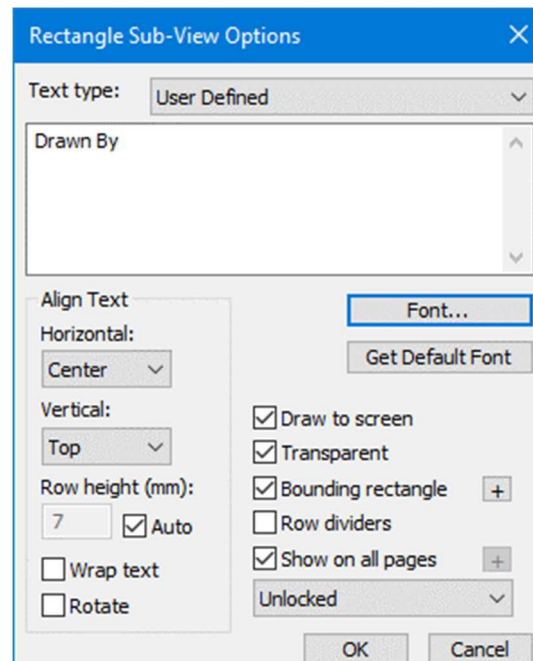 Rectangle Sub-View Options
Text type:
User Defined
Drawn By
Align Text
Horizontal:
Center
Vertical:
Top
Row height (mm):
7
Auto
Wrap text
Rotate
Font...
Get Default Font
Draw to screen
Transparent
Bounding rectangle +
Row dividers
Show on all pages +
Unlocked
OK
Cancel